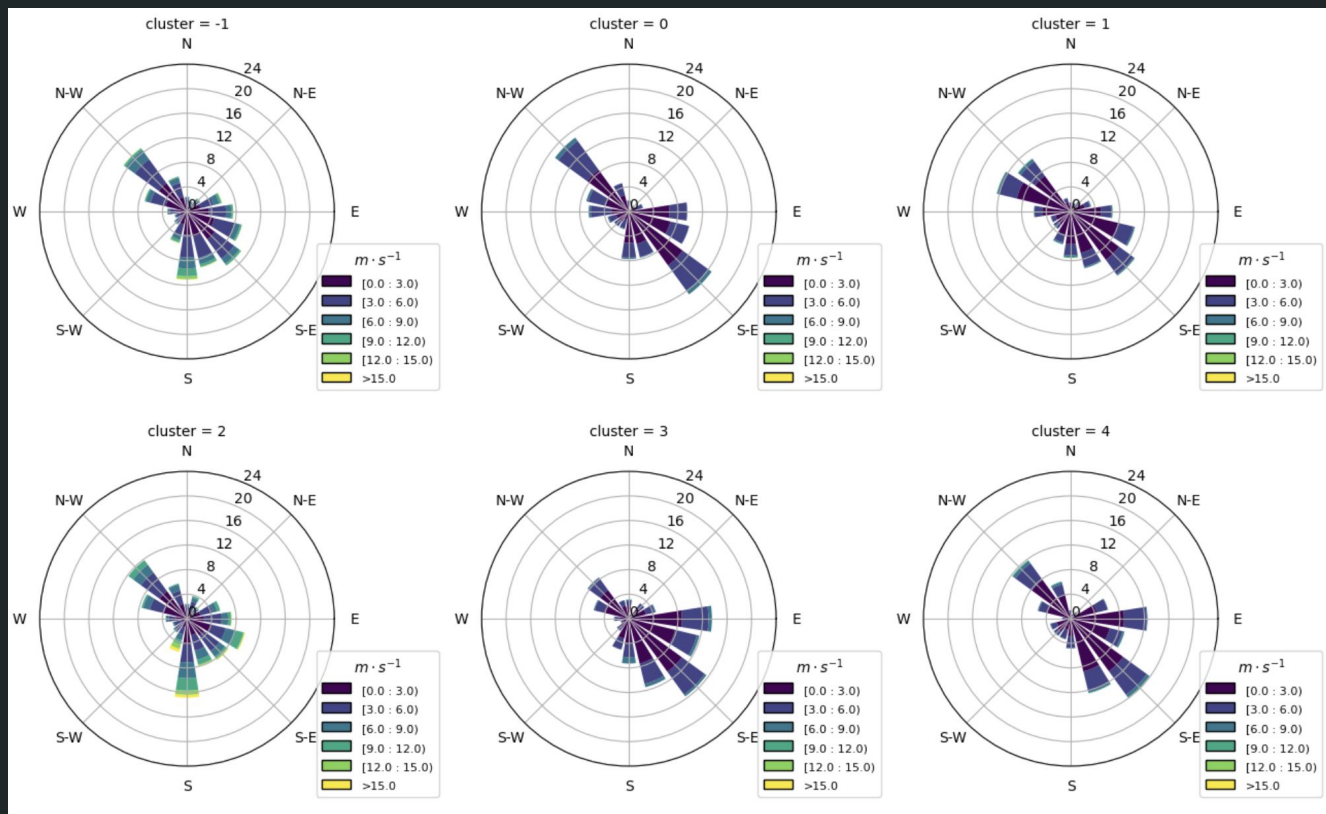 cluster = -1
N
24
20
16
12
8
4
0
N-W
N-E
W
E
S-W
S-E
S
m · s⁻¹
[0.0 : 3.0)
[3.0 : 6.0)
[6.0 : 9.0)
[9.0 : 12.0)
[12.0 : 15.0)
>15.0
cluster = 0
N
24
20
16
12
8
4
0
N-W
N-E
W
E
S-W
S-E
S
m · s⁻¹
[0.0 : 3.0)
[3.0 : 6.0)
[6.0 : 9.0)
[9.0 : 12.0)
[12.0 : 15.0)
>15.0
cluster = 1
N
24
20
16
12
8
4
0
N-W
N-E
W
E
S-W
S-E
S
m · s⁻¹
[0.0 : 3.0)
[3.0 : 6.0)
[6.0 : 9.0)
[9.0 : 12.0)
[12.0 : 15.0)
>15.0
cluster = 2
N
24
20
16
12
8
4
0
N-W
N-E
W
E
S-W
S-E
S
m · s⁻¹
[0.0 : 3.0)
[3.0 : 6.0)
[6.0 : 9.0)
[9.0 : 12.0)
[12.0 : 15.0)
>15.0
cluster = 3
N
24
20
16
12
8
4
0
N-W
N-E
W
E
S-W
S-E
S
m · s⁻¹
[0.0 : 3.0)
[3.0 : 6.0)
[6.0 : 9.0)
[9.0 : 12.0)
[12.0 : 15.0)
>15.0
cluster = 4
N
24
20
16
12
8
4
0
N-W
N-E
W
E
S-W
S-E
S
m · s⁻¹
[0.0 : 3.0)
[3.0 : 6.0)
[6.0 : 9.0)
[9.0 : 12.0)
[12.0 : 15.0)
>15.0